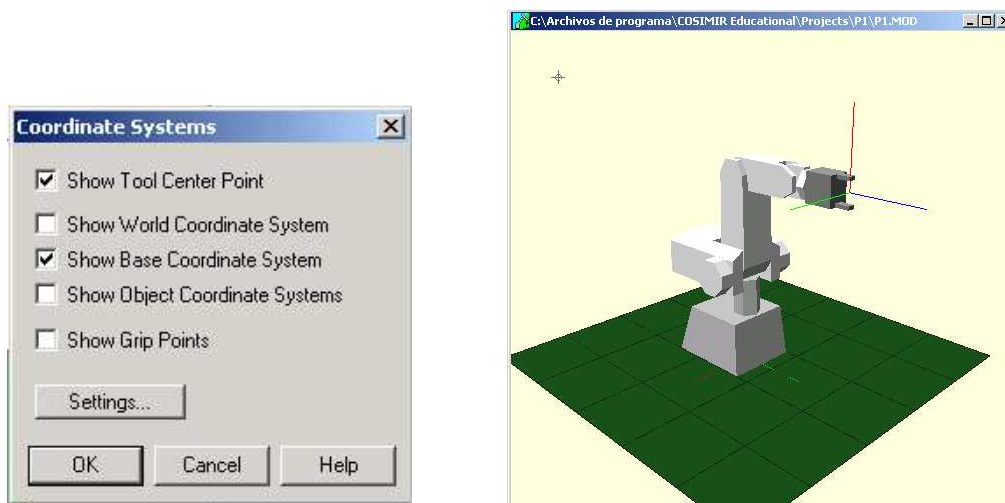 Coordinate Systems
Show Tool Center Point
Show World Coordinate System
Show Base Coordinate System
Show Object Coordinate Systems
Show Grip Points
Settings...
OK Cancel Help
C:\Archivos de programa\COSIMIR Educational\Projects\P1\P1.MOD